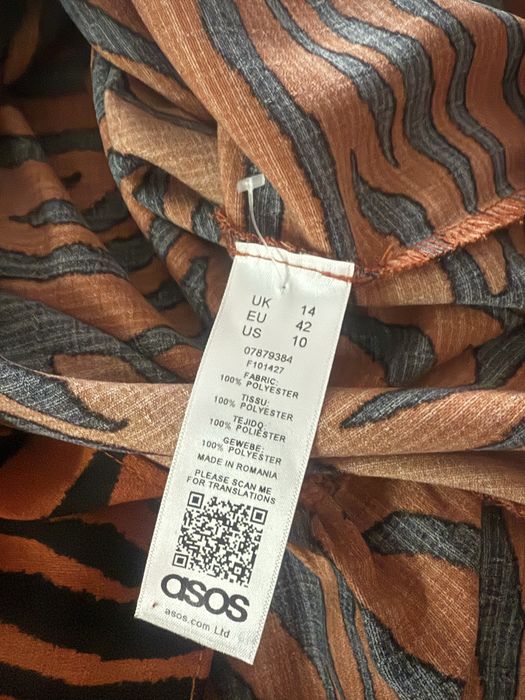 UK 14
EU 42
US 10
07879384
F101427
FABRIC:
100% POLYESTER
TISSU:
100% POLYESTER
TEJIDO:
100% POLIÉSTER
GEWEBE:
100% POLYESTER
MADE IN ROMANIA
PLEASE SCAN ME
FOR TRANSLATIONS
asos
asos.com Ltd